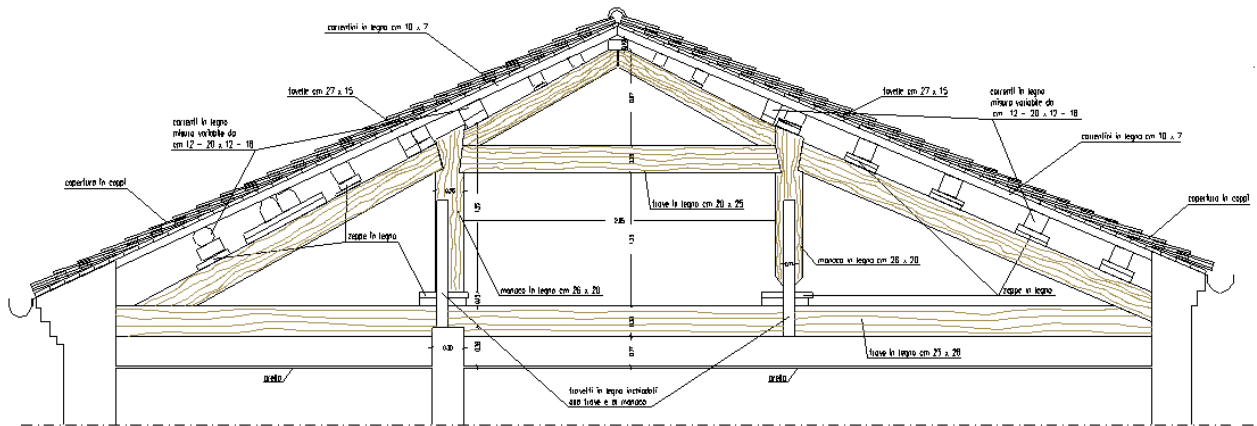 correntini in legno cm 10 x 7
tavelle cm 27 x 15
correnti in legno
misura variabile da
cm 12 - 20 x 12 - 18
copertura in coppi
zeppe in legno
monaco in legno cm 26 x 20
trave in legno cm 20 x 25
tavelle cm 27 x 15
correnti in legno
misura variabile da
cm 12 - 20 x 12 - 18
correntini in legno cm 10 x 7
copertura in coppi
monaco in legno cm 26 x 20
zeppe in legno
trave in legno cm 25 x 28
arella
arella
travetti in legno inchiodati
alla trave e al monaco